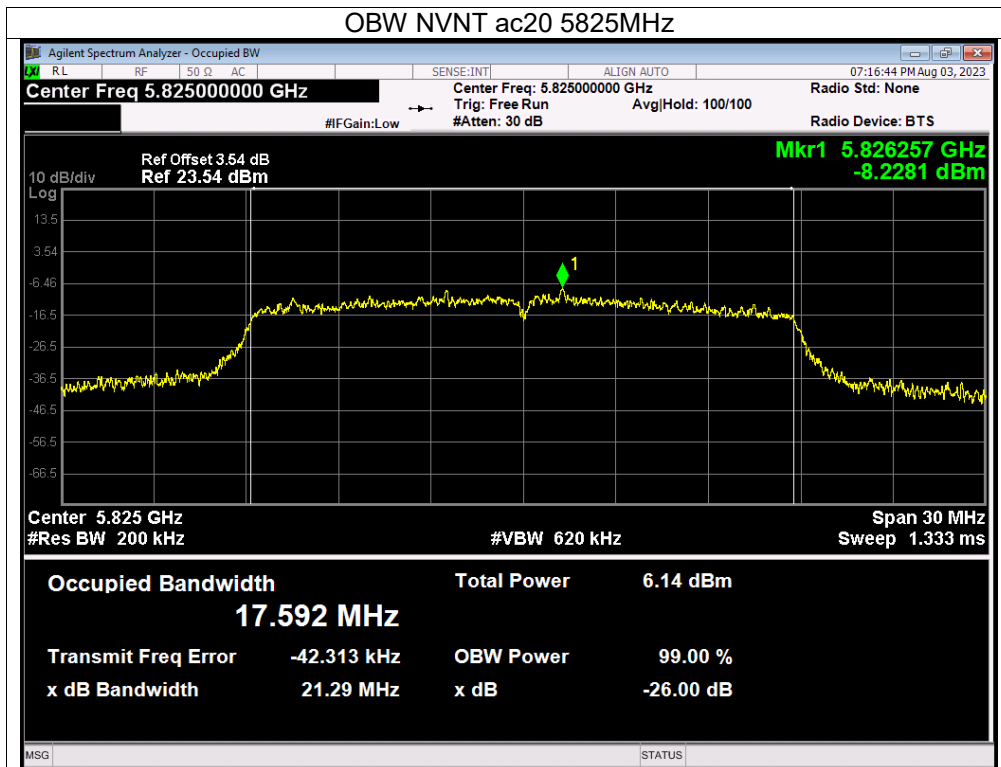 OBW NVNT ac20 5825MHz
Agilent Spectrum Analyzer - Occupied BW
LXI RL RF 50 Ω AC SENSE:INT ALIGN AUTO 07:16:44 PM Aug 03, 2023
Center Freq 5.825000000 GHz Center Freq: 5.825000000 GHz Radio Std: None
Trig: Free Run Avg|Hold: 100/100
#IFGain:Low #Atten: 30 dB Radio Device: BTS
Mkr1 5.826257 GHz
-8.2281 dBm
Ref Offset 3.54 dB
10 dB/div Ref 23.54 dBm
Log
13.5
3.54
1
-6.46
-16.5
-26.5
-36.5
-46.5
-56.5
-66.5
Center 5.825 GHz Span 30 MHz
#Res BW 200 kHz #VBW 620 kHz Sweep 1.333 ms
Occupied Bandwidth Total Power 6.14 dBm
17.592 MHz
Transmit Freq Error -42.313 kHz OBW Power 99.00 %
x dB Bandwidth 21.29 MHz x dB -26.00 dB
MSG STATUS